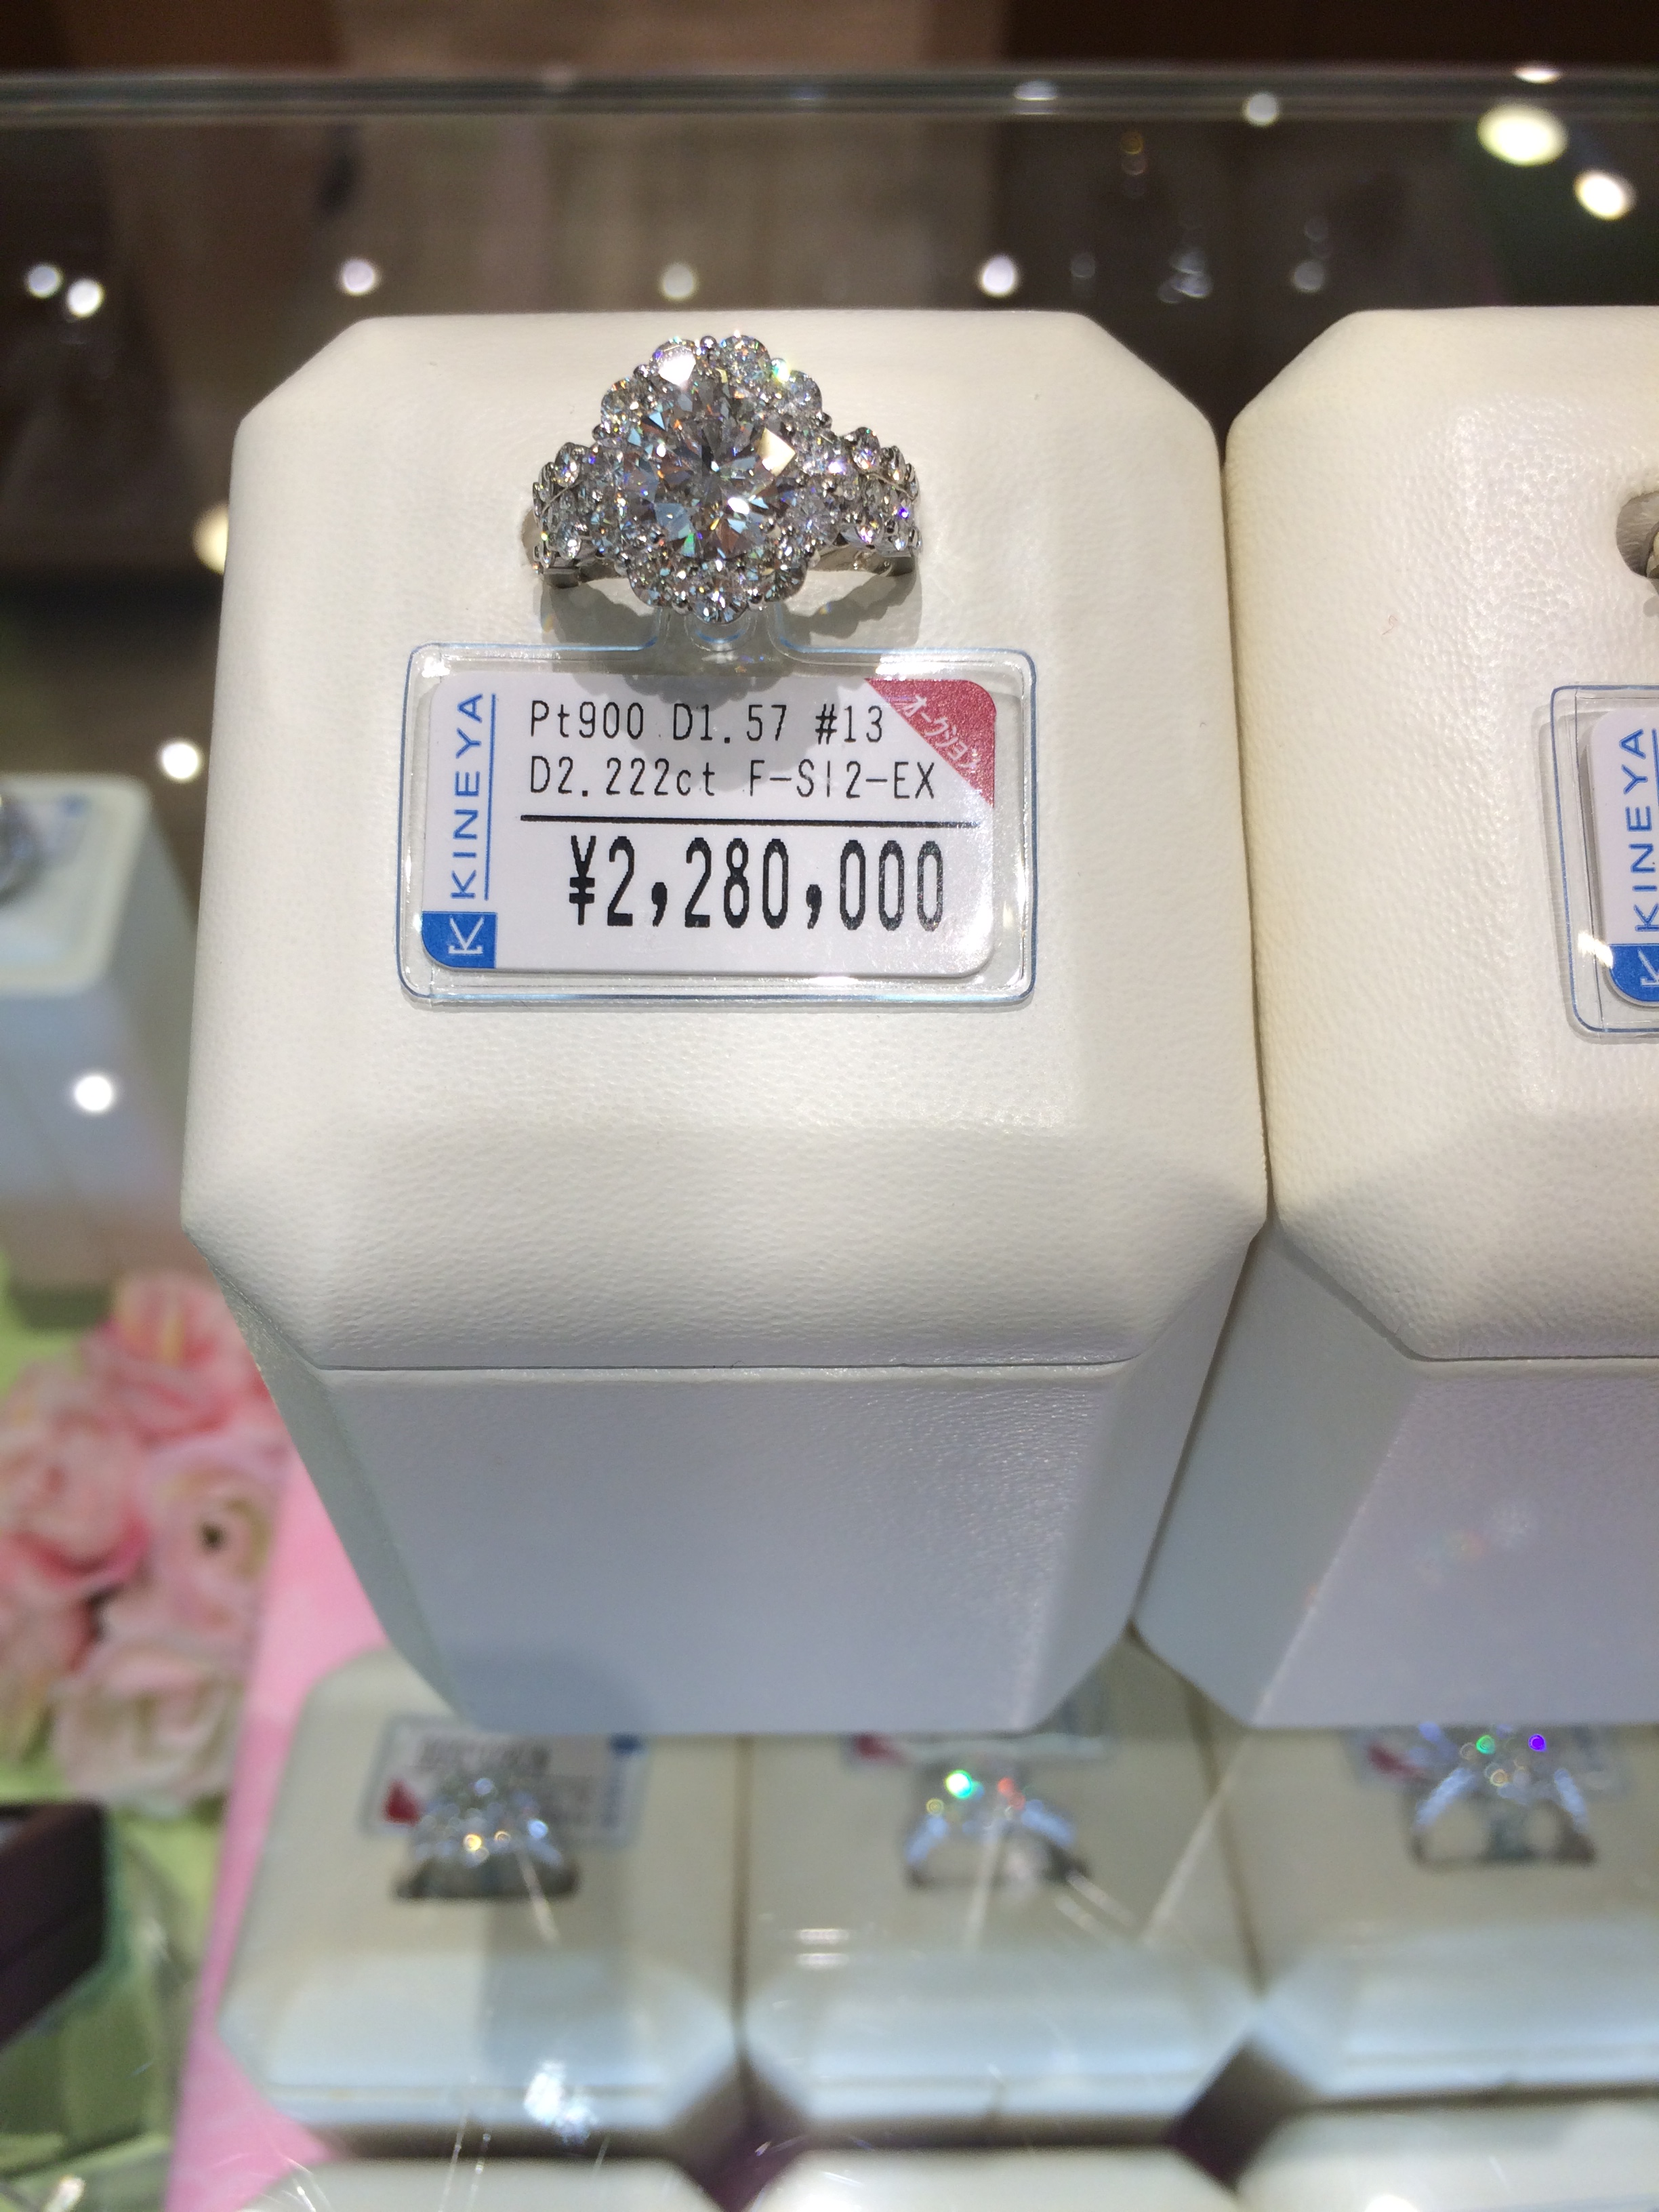 KINEYA
Pt900 D1.57 #13
オークション
D2.222ct F-SI2-EX
¥2,280,000
KINEYA